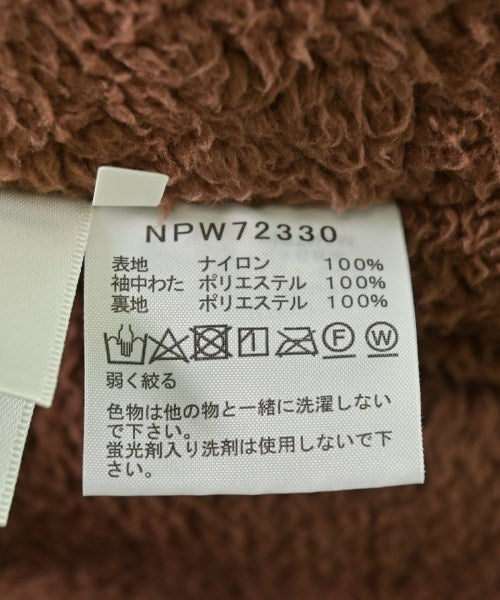 NPW72330
表地 ナイロン 100%
袖中わた ポリエステル 100%
裏地 ポリエステル 100%
F W
弱く絞る
色物は他の物と一緒に洗濯しない
で下さい。
蛍光剤入り洗剤は使用しないで下
さい。